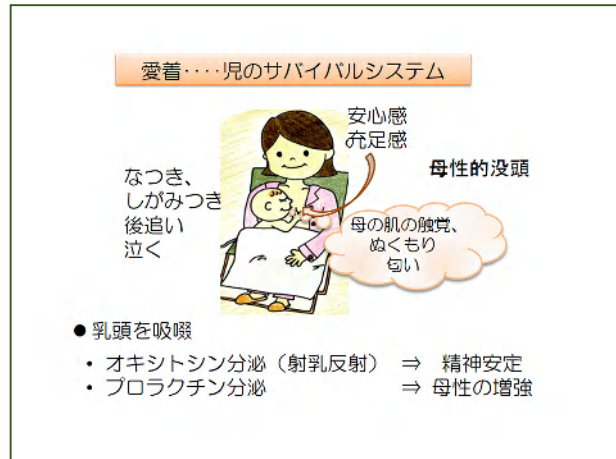 愛着‥‥児のサバイバルシステム
安心感
充足感
母性的没頭
なつき、
しがみつき
後追い
泣く
母の肌の触覚、
ぬくもり
匂い
●乳頭を吸啜
・オキシトシン分泌（射乳反射） ⇒ 精神安定
・プロラクチン分泌 ⇒ 母性の増強